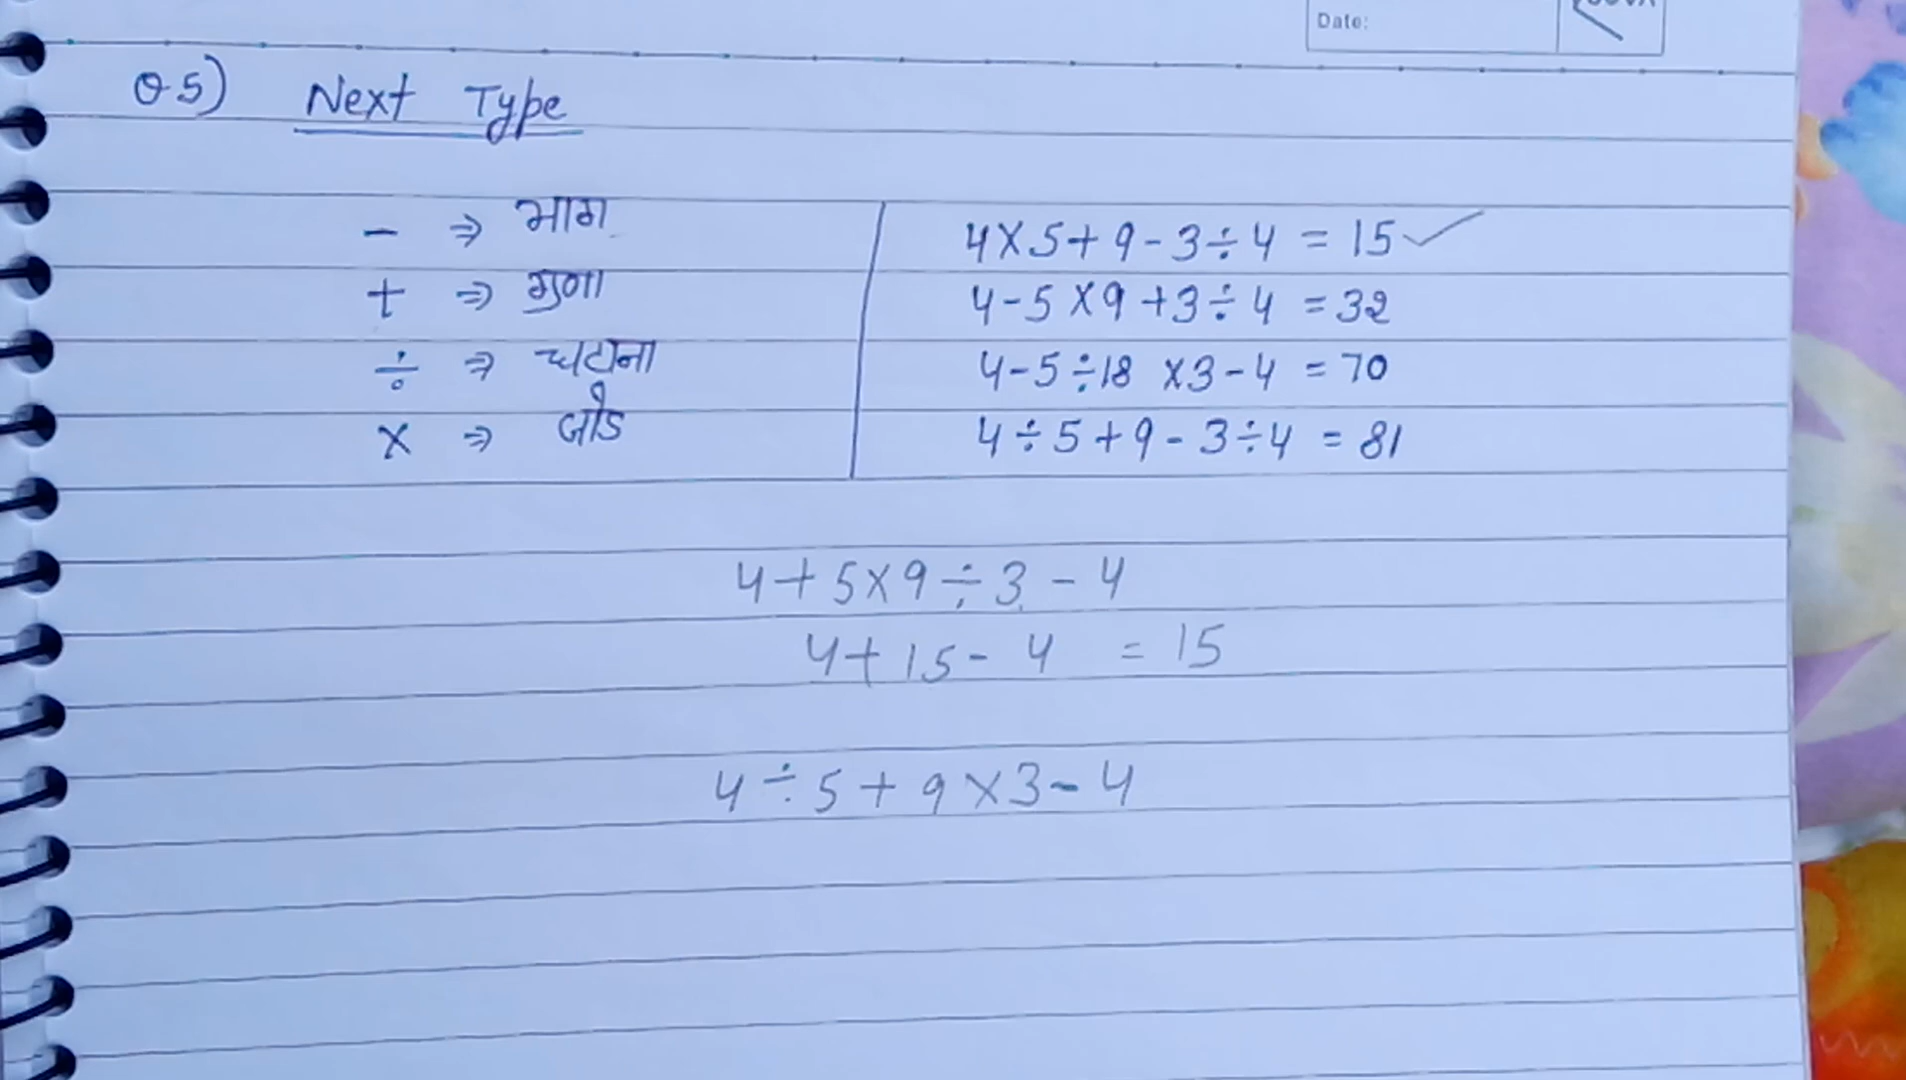 Date:
Q5) Next Type
- ⇒ भाग
+ ⇒ गुणा
÷ ⇒ घटाना
× ⇒ जोड
4×5+9-3÷4 = 15 ✓
4-5×9+3÷4 = 32
4-5÷18×3-4 = 70
4÷5+9-3÷4 = 81
4+5×9÷3-4
4+15-4 = 15
4÷5+9×3-4